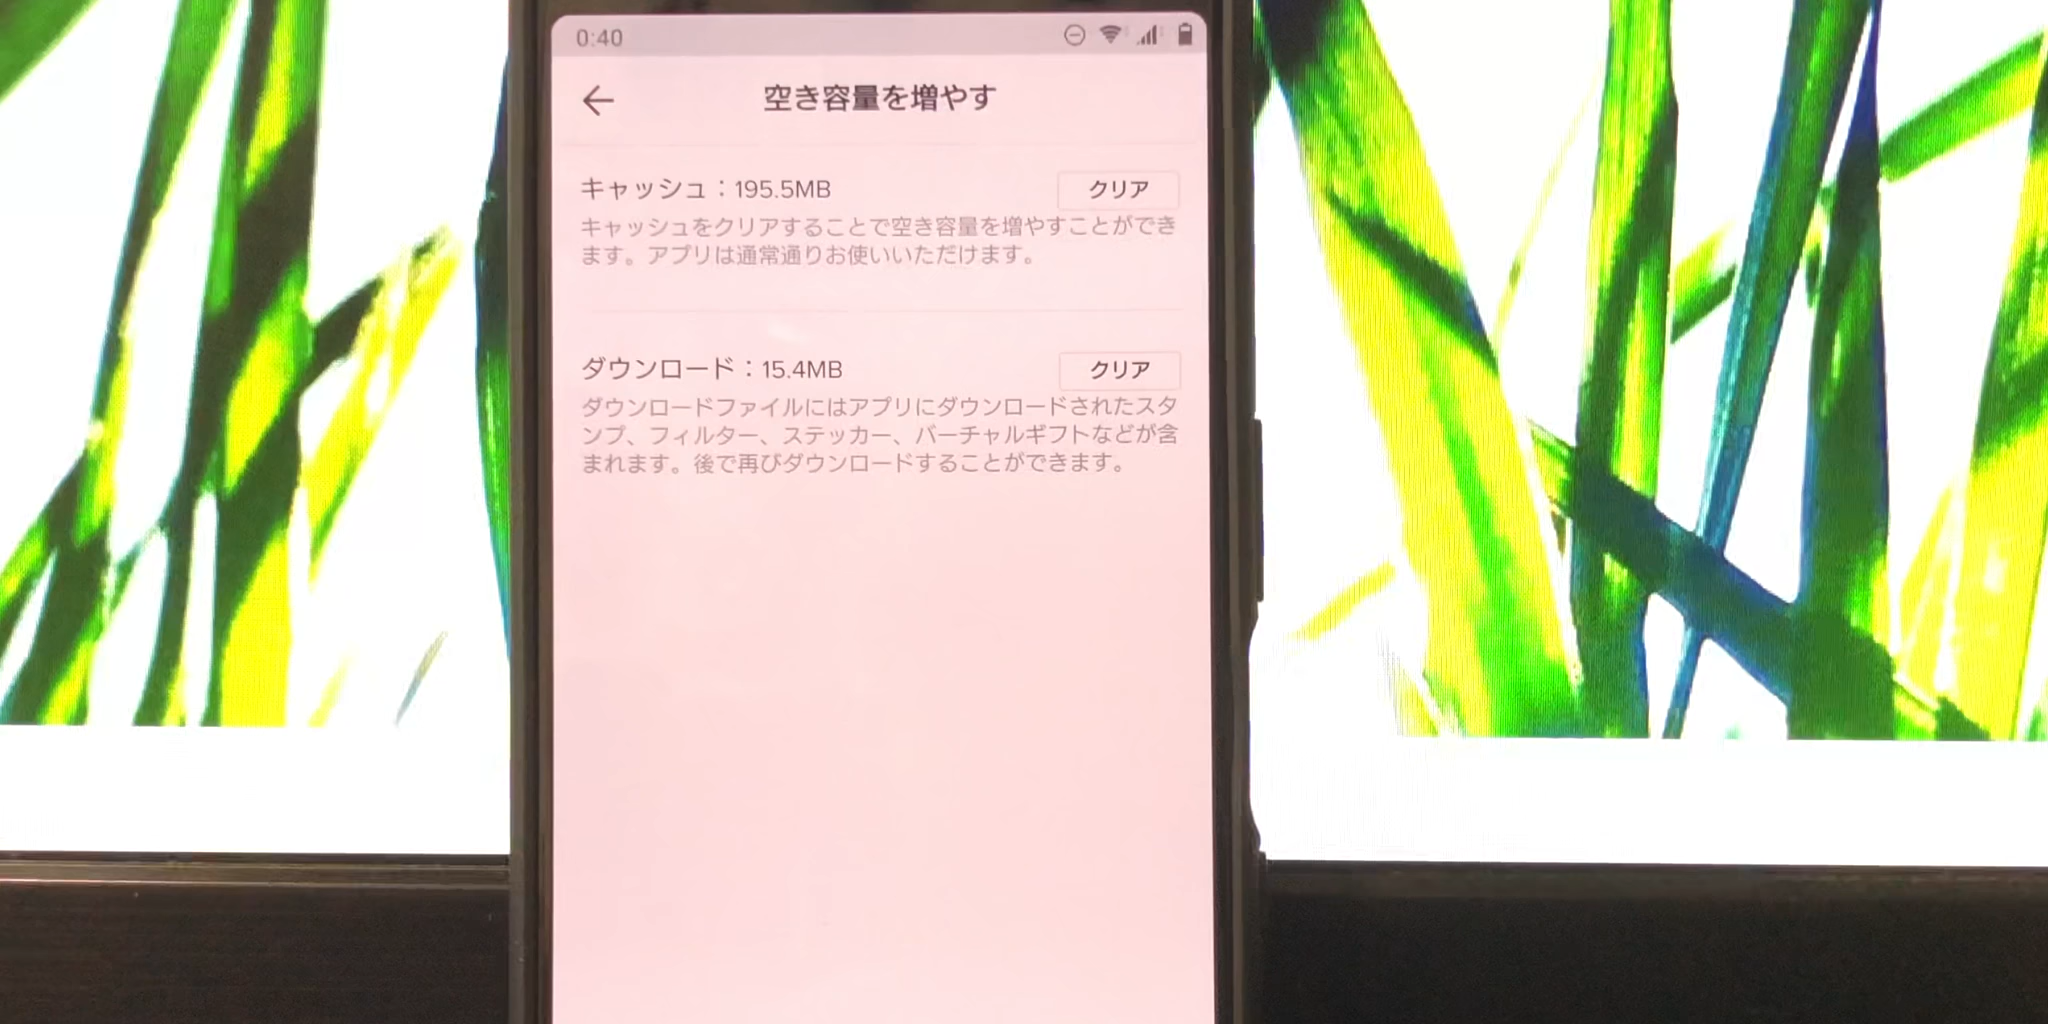 0:40
空き容量を増やす
キャッシュ：195.5MB
クリア
キャッシュをクリアすることで空き容量を増やすことができ
ます。アプリは通常通りお使いいただけます。
ダウンロード：15.4MB
クリア
ダウンロードファイルにはアプリにダウンロードされたスタ
ンプ、フィルター、ステッカー、バーチャルギフトなどが含
まれます。後で再びダウンロードすることができます。